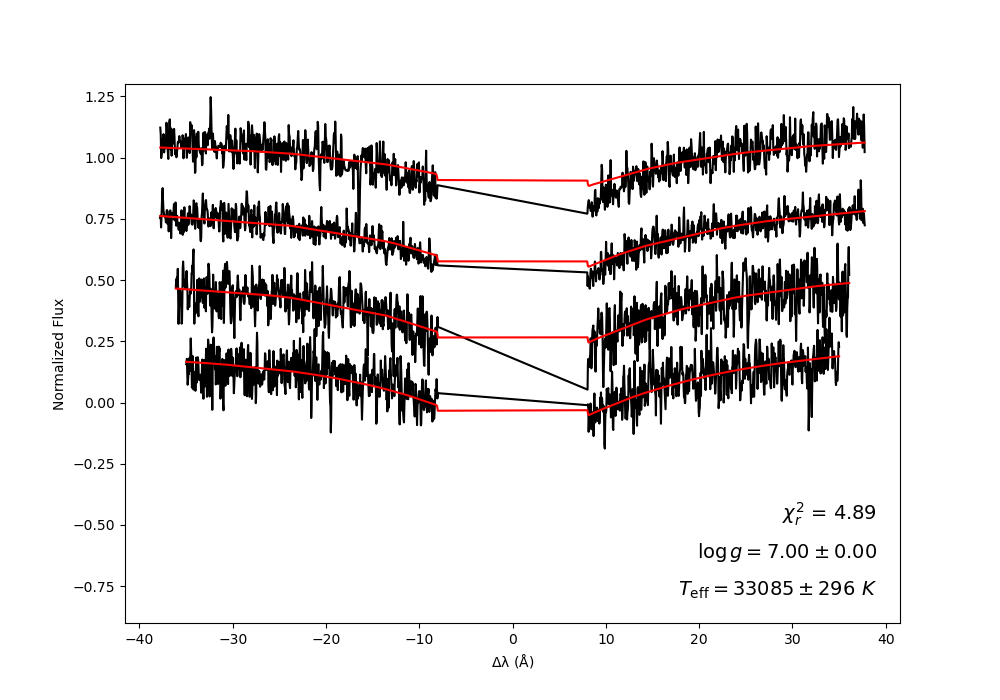 1.25
1.00
0.75
0.50
0.25
0.00
−0.25
−0.50
−0.75
Normalized Flux
χ²ᵣ = 4.89
log g = 7.00 ± 0.00
T_eff = 33085 ± 296 K
−40 −30 −20 −10 0 10 20 30 40
Δλ (Å)